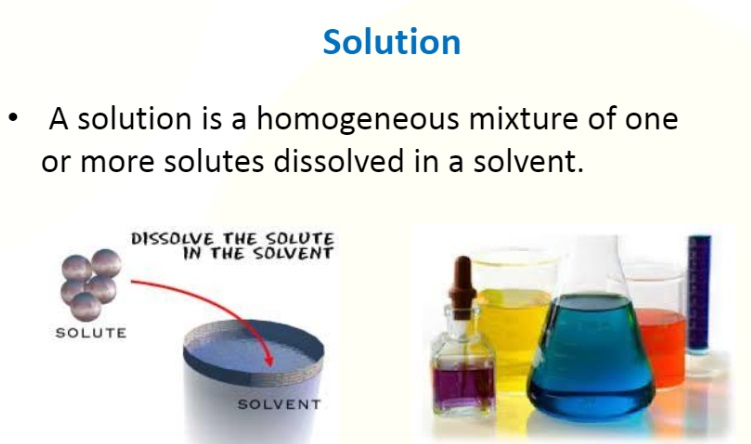 Solution
• A solution is a homogeneous mixture of one
or more solutes dissolved in a solvent.
DISSOLVE THE SOLUTE
IN THE SOLVENT
SOLUTE
SOLVENT